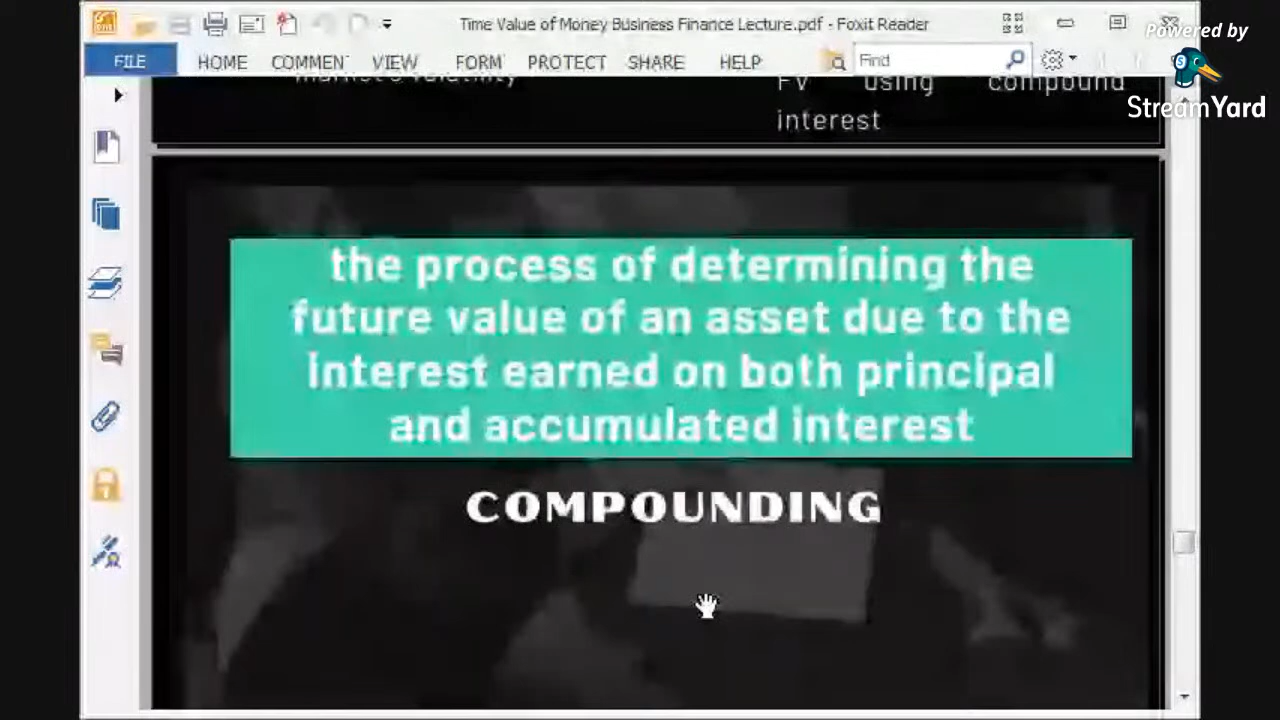 Time Value of Money Business Finance Lecture.pdf - Foxit Reader
Powered by
StreamYard
FILE HOME COMMEN VIEW FORM PROTECT SHARE HELP Find
FV using compound
interest
the process of determining the
future value of an asset due to the
interest earned on both principal
and accumulated interest
COMPOUNDING